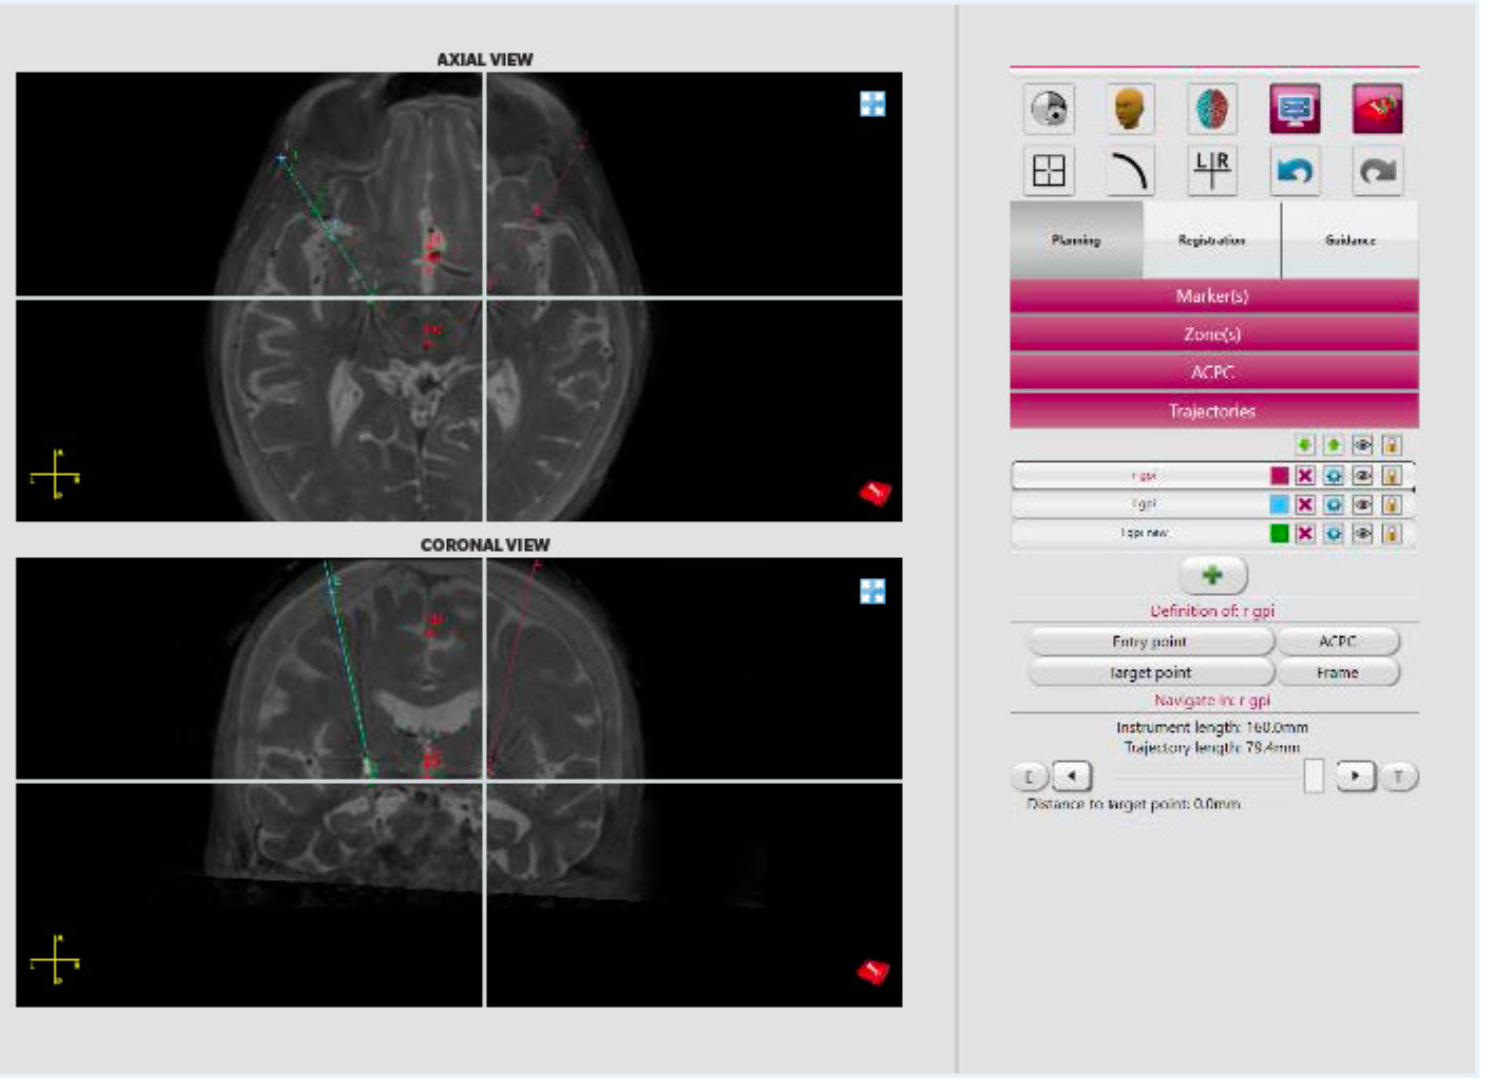 AXIAL VIEW
L R
Planning
Registration
Guidance
Marker(s)
Zone(s)
ACPC
Trajectories
r gpi
l gpi
l gpi new
Definition of: r gpi
Entry point
ACPC
Target point
Frame
Navigate in: r gpi
Instrument length: 160.0mm
Trajectory length: 79.4mm
T
Distance to target point: 0.0mm
CORONAL VIEW